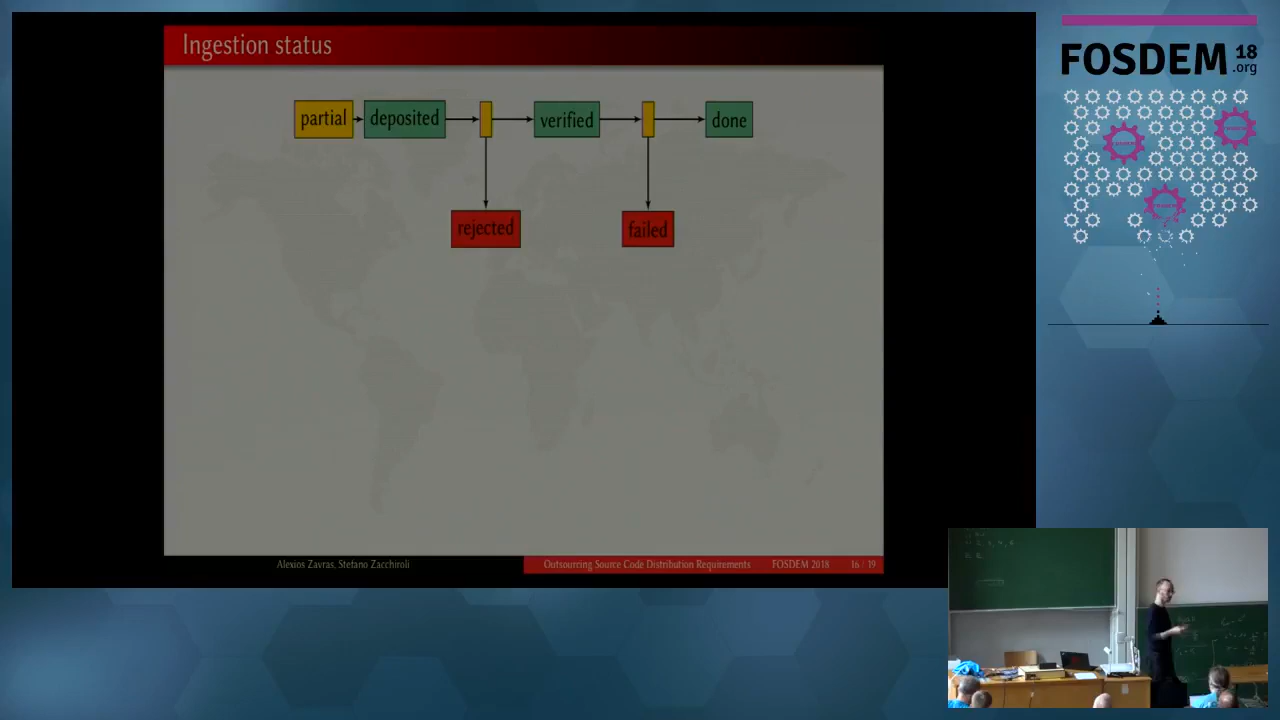 Ingestion status
partial
deposited
verified
done
rejected
failed
Alexios Zavras, Stefano Zacchiroli
Outsourcing Source Code Distribution Requirements
FOSDEM 2018
16 / 19
FOSDEM 18
.org